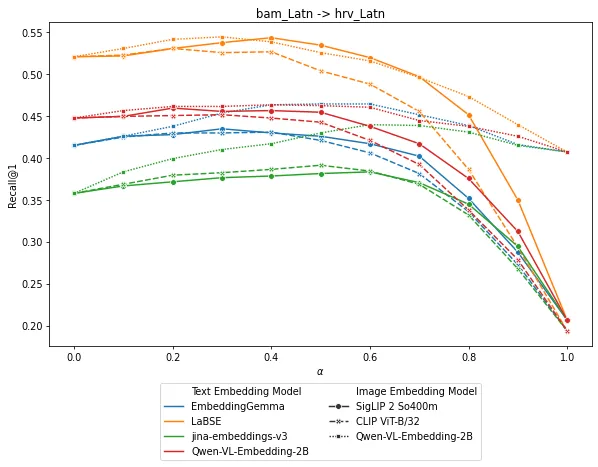 bam_Latn -> hrv_Latn
0.55
0.50
0.45
0.40
0.35
0.30
0.25
0.20
Recall@1
0.0 0.2 0.4 0.6 0.8 1.0
α
Text Embedding Model Image Embedding Model
EmbeddingGemma SigLIP 2 So400m
LaBSE CLIP ViT-B/32
jina-embeddings-v3 Qwen-VL-Embedding-2B
Qwen-VL-Embedding-2B